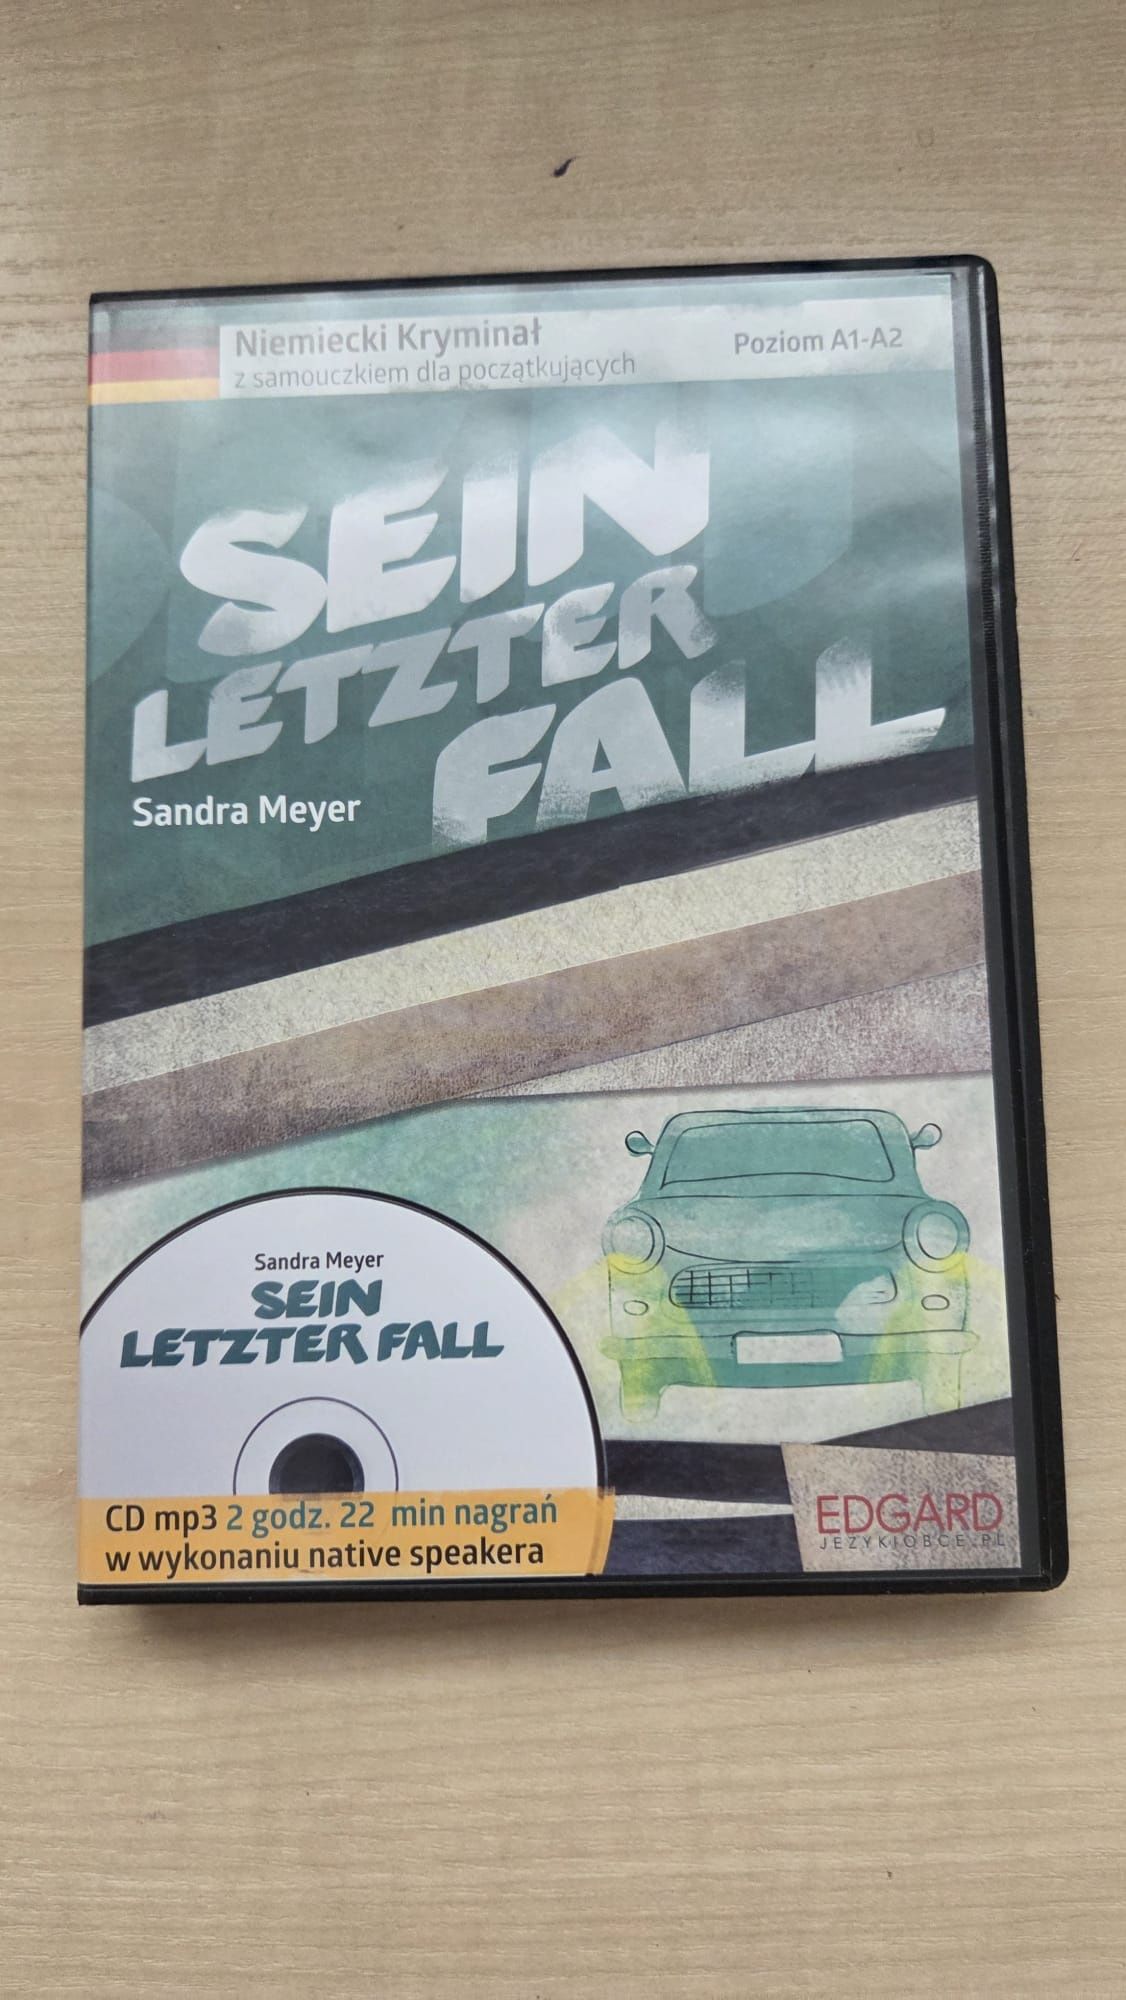 Niemiecki Kryminał
z samouczkiem dla początkujących
Poziom A1-A2
SEIN
LETZTER
FALL
Sandra Meyer
Sandra Meyer
SEIN
LETZTER FALL
CD mp3 2 godz. 22 min nagrań
w wykonaniu native speakera
EDGARD
JEZYKIOBCE.PL